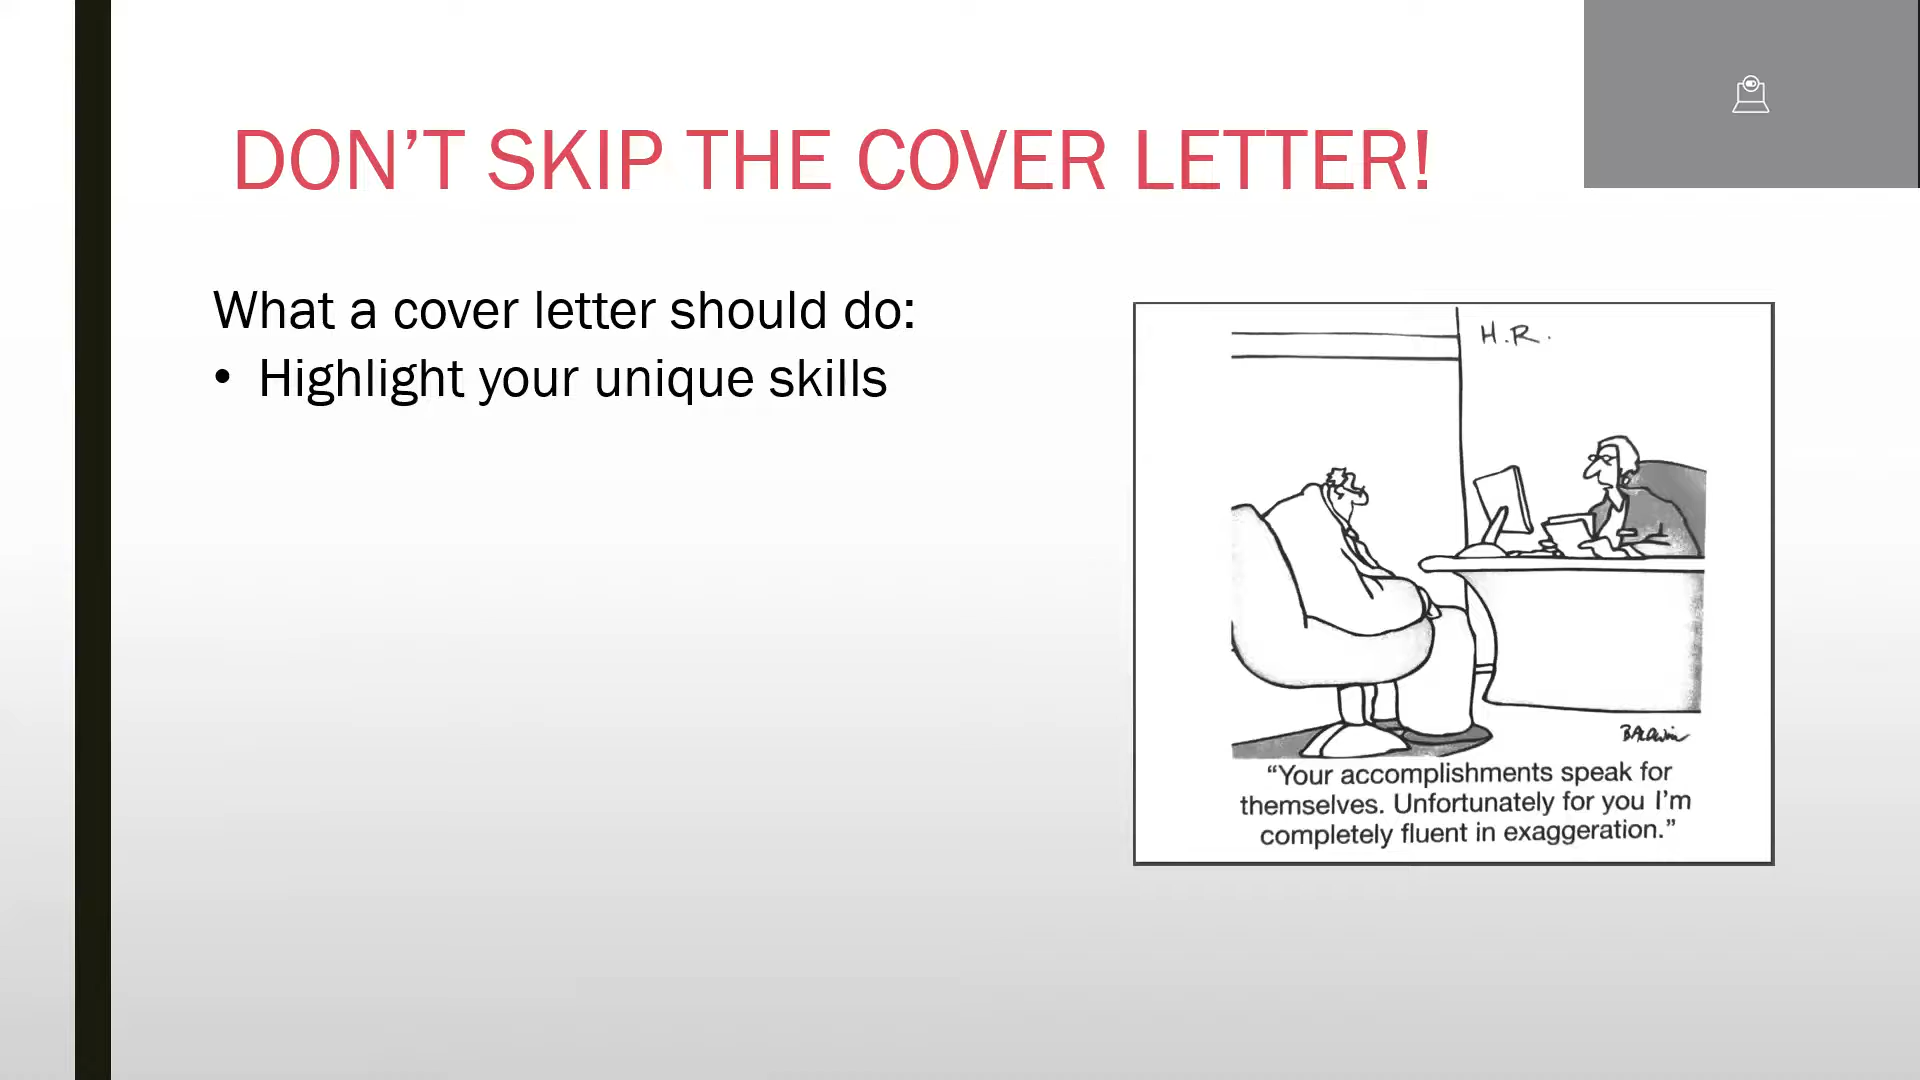 DON’T SKIP THE COVER LETTER!
What a cover letter should do:
• Highlight your unique skills
H.R.
BALDWIN
“Your accomplishments speak for
themselves. Unfortunately for you I’m
completely fluent in exaggeration.”